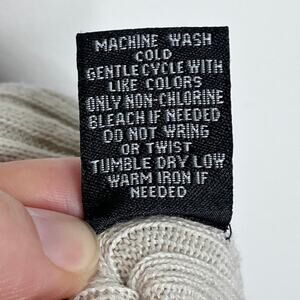 MACHINE WASH
COLD
GENTLE CYCLE WITH
LIKE COLORS
ONLY NON-CHLORINE
BLEACH IF NEEDED
DO NOT WRING
OR TWIST
TUMBLE DRY LOW
WARM IRON IF
NEEDED